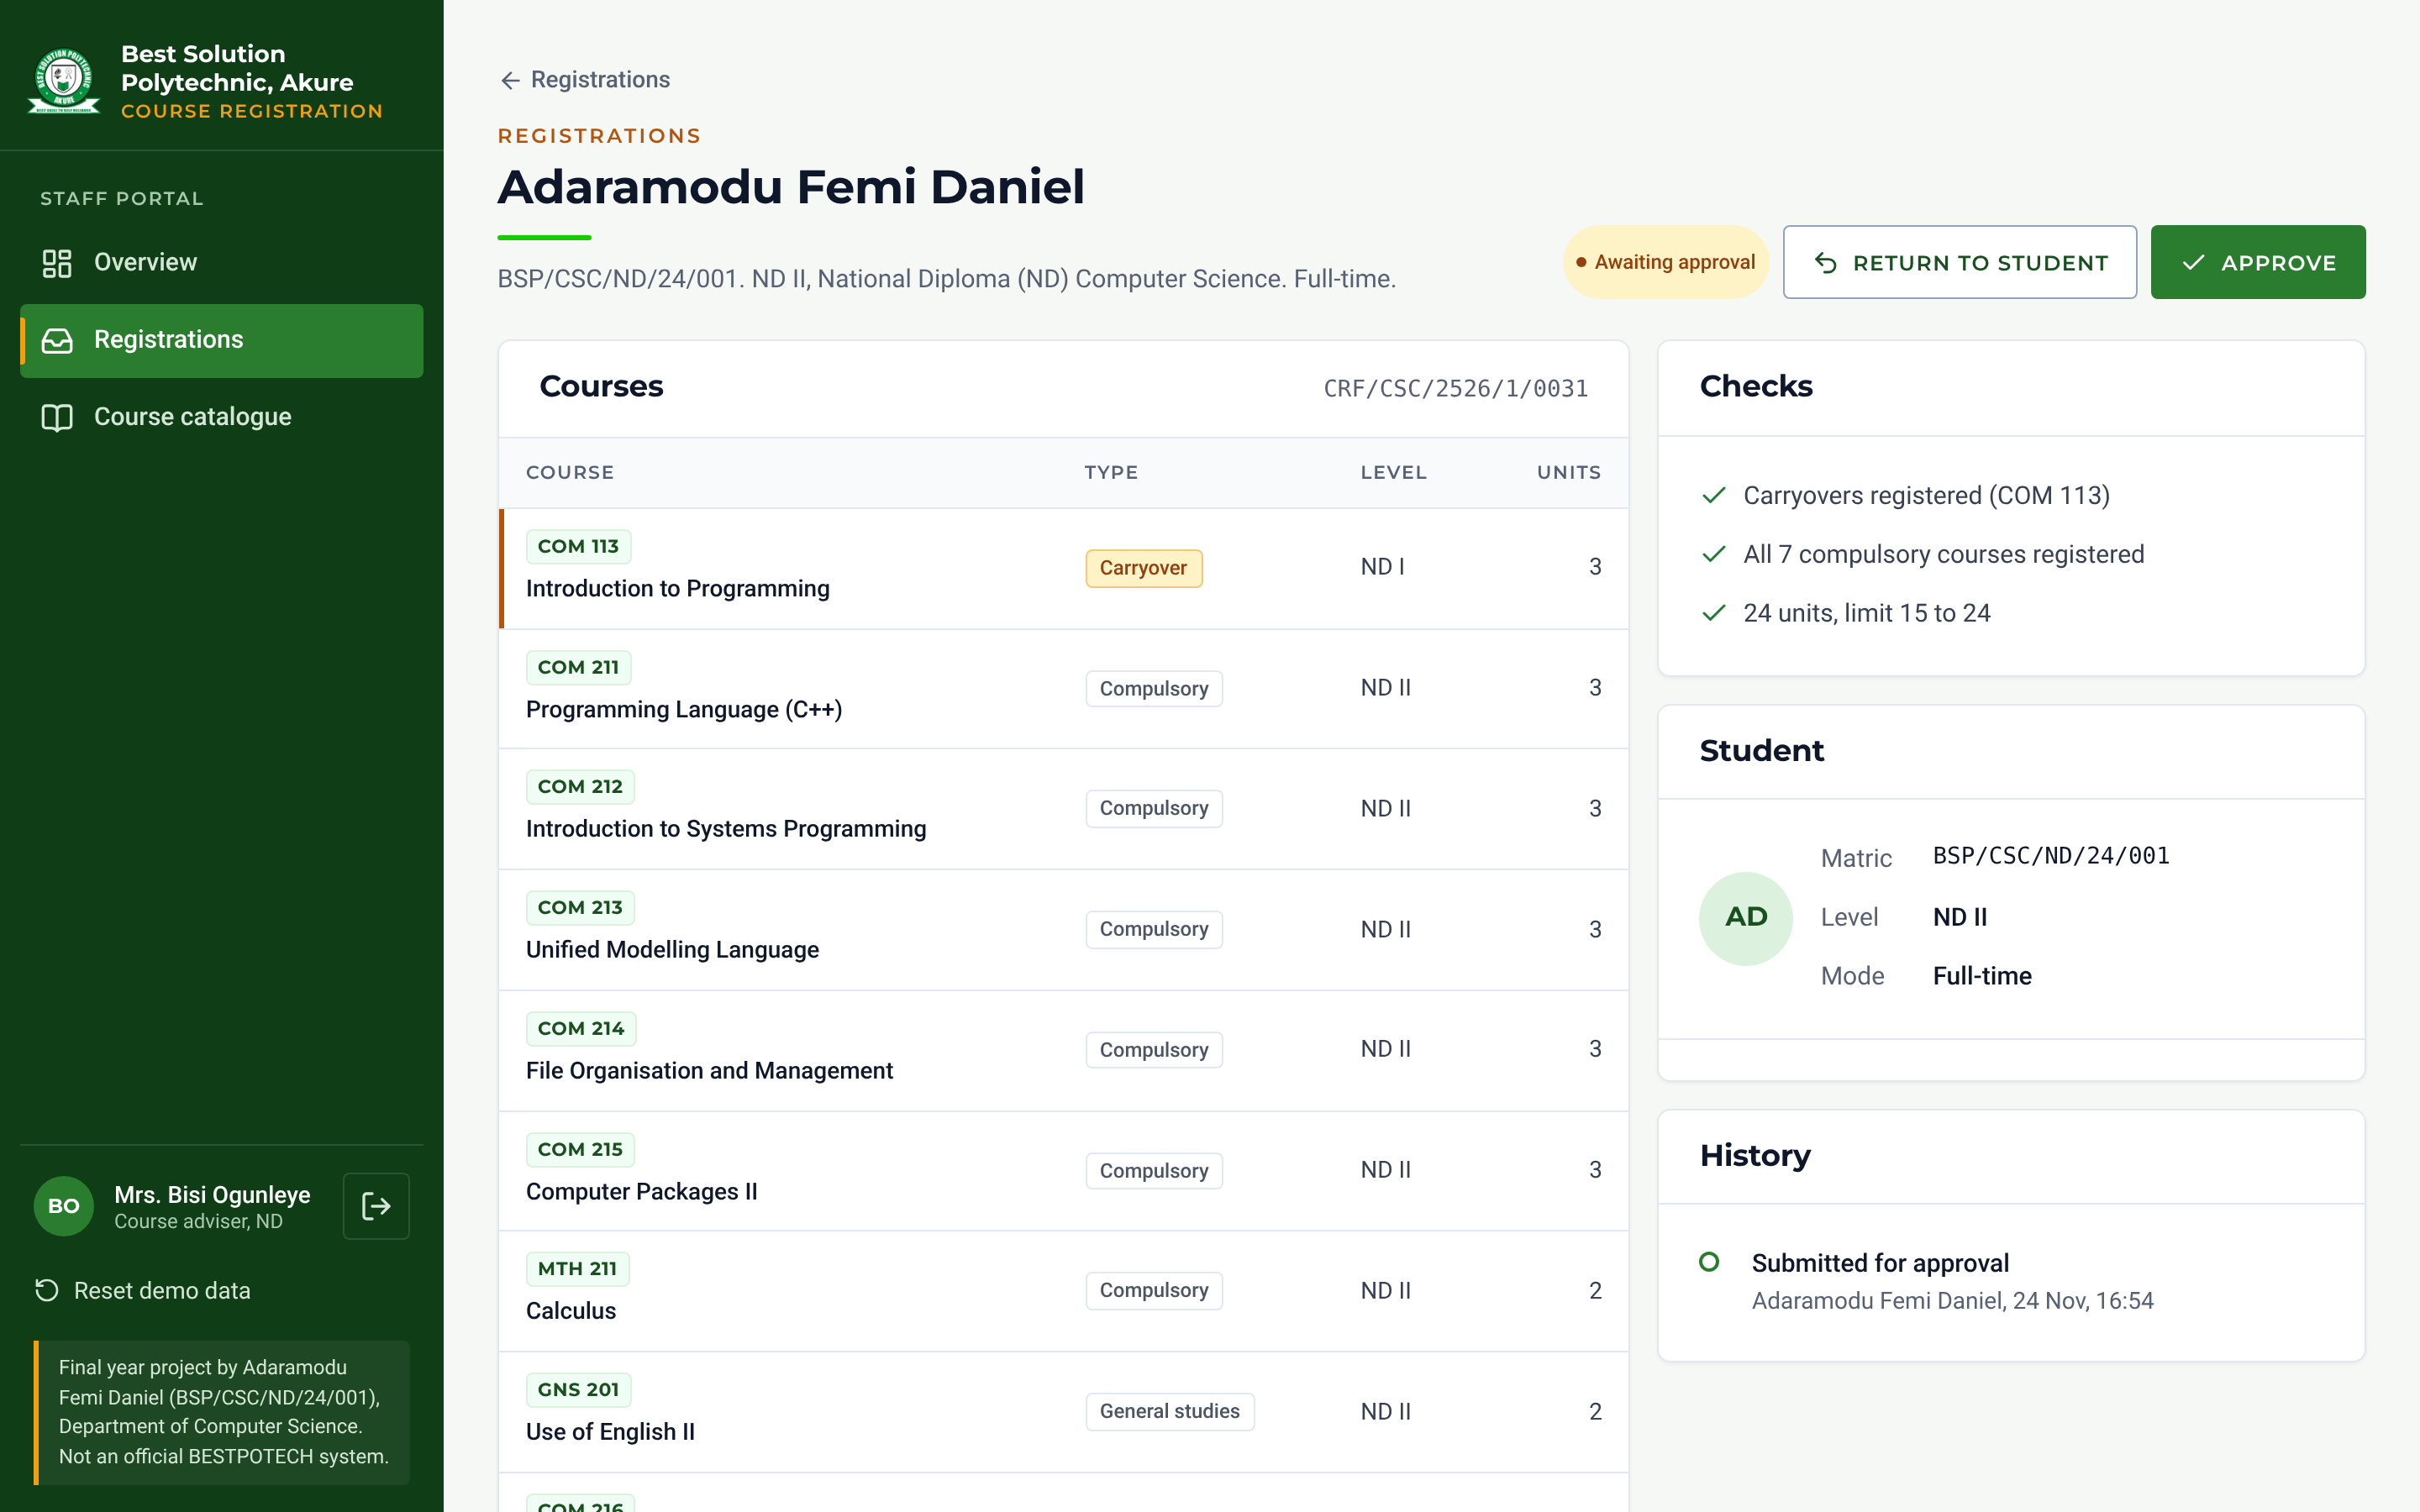 Best Solution
Polytechnic, Akure
COURSE REGISTRATION
STAFF PORTAL
Overview
Registrations
Course catalogue
BO
Mrs. Bisi Ogunleye
Course adviser, ND
Reset demo data
Final year project by Adaramodu
Femi Daniel (BSP/CSC/ND/24/001),
Department of Computer Science.
Not an official BESTPOTECH system.
Registrations
REGISTRATIONS
Adaramodu Femi Daniel
BSP/CSC/ND/24/001. ND II, National Diploma (ND) Computer Science. Full-time.
Awaiting approval
RETURN TO STUDENT
APPROVE
Courses CRF/CSC/2526/1/0031
COURSE TYPE LEVEL UNITS
COM 113
Introduction to Programming
Carryover ND I 3
COM 211
Programming Language (C++)
Compulsory ND II 3
COM 212
Introduction to Systems Programming
Compulsory ND II 3
COM 213
Unified Modelling Language
Compulsory ND II 3
COM 214
File Organisation and Management
Compulsory ND II 3
COM 215
Computer Packages II
Compulsory ND II 3
MTH 211
Calculus
Compulsory ND II 2
GNS 201
Use of English II
General studies ND II 2
COM 216
Checks
Carryovers registered (COM 113)
All 7 compulsory courses registered
24 units, limit 15 to 24
Student
AD
Matric BSP/CSC/ND/24/001
Level ND II
Mode Full-time
History
Submitted for approval
Adaramodu Femi Daniel, 24 Nov, 16:54